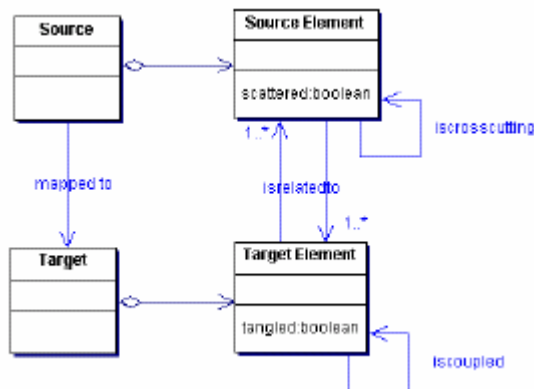 Source
Source Element
scattered:boolean
iscrosscutting
1..*
mapped to
isrelatedto
1..*
Target
Target Element
tangled:boolean
iscoupled